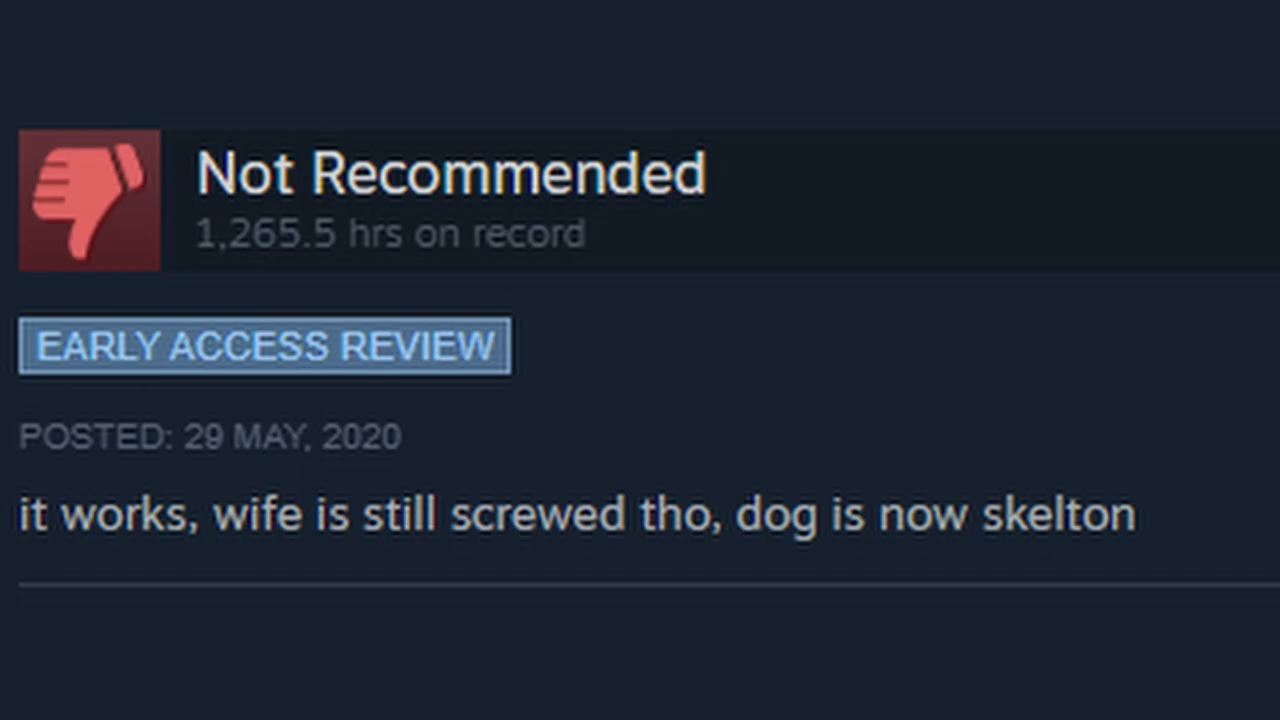 Not Recommended
1,265.5 hrs on record
EARLY ACCESS REVIEW
POSTED: 29 MAY, 2020
it works, wife is still screwed tho, dog is now skelton